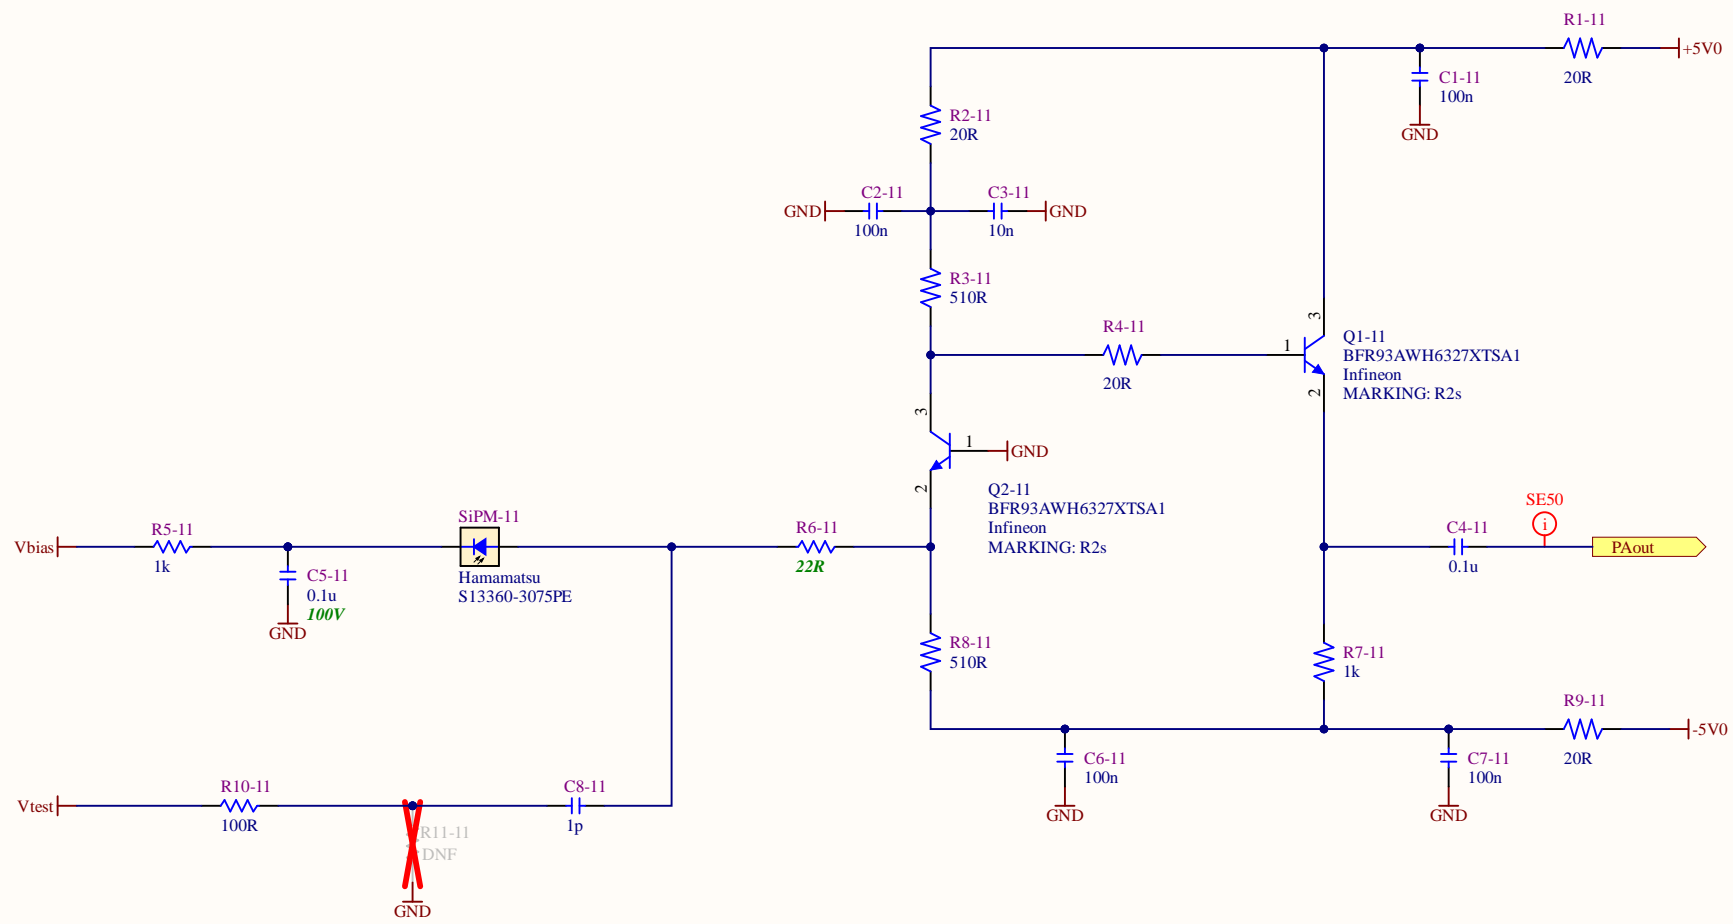 R1-11
+5V0
20R
C1-11
100n
GND
R2-11
20R
C2-11
C3-11
GND
GND
100n
10n
R3-11
510R
R4-11
20R
3
1
2
Q1-11
BFR93AWH6327XTSA1
Infineon
MARKING: R2s
3
1
GND
2
Q2-11
BFR93AWH6327XTSA1
Infineon
MARKING: R2s
SE50
i
C4-11
PAout
0.1u
Vbias
R5-11
1k
C5-11
0.1u
100V
GND
SiPM-11
Hamamatsu
S13360-3075PE
R6-11
22R
R8-11
510R
R7-11
1k
R9-11
-5V0
20R
C6-11
100n
GND
C7-11
100n
GND
Vtest
R10-11
100R
R11-11
DNF
GND
C8-11
1p